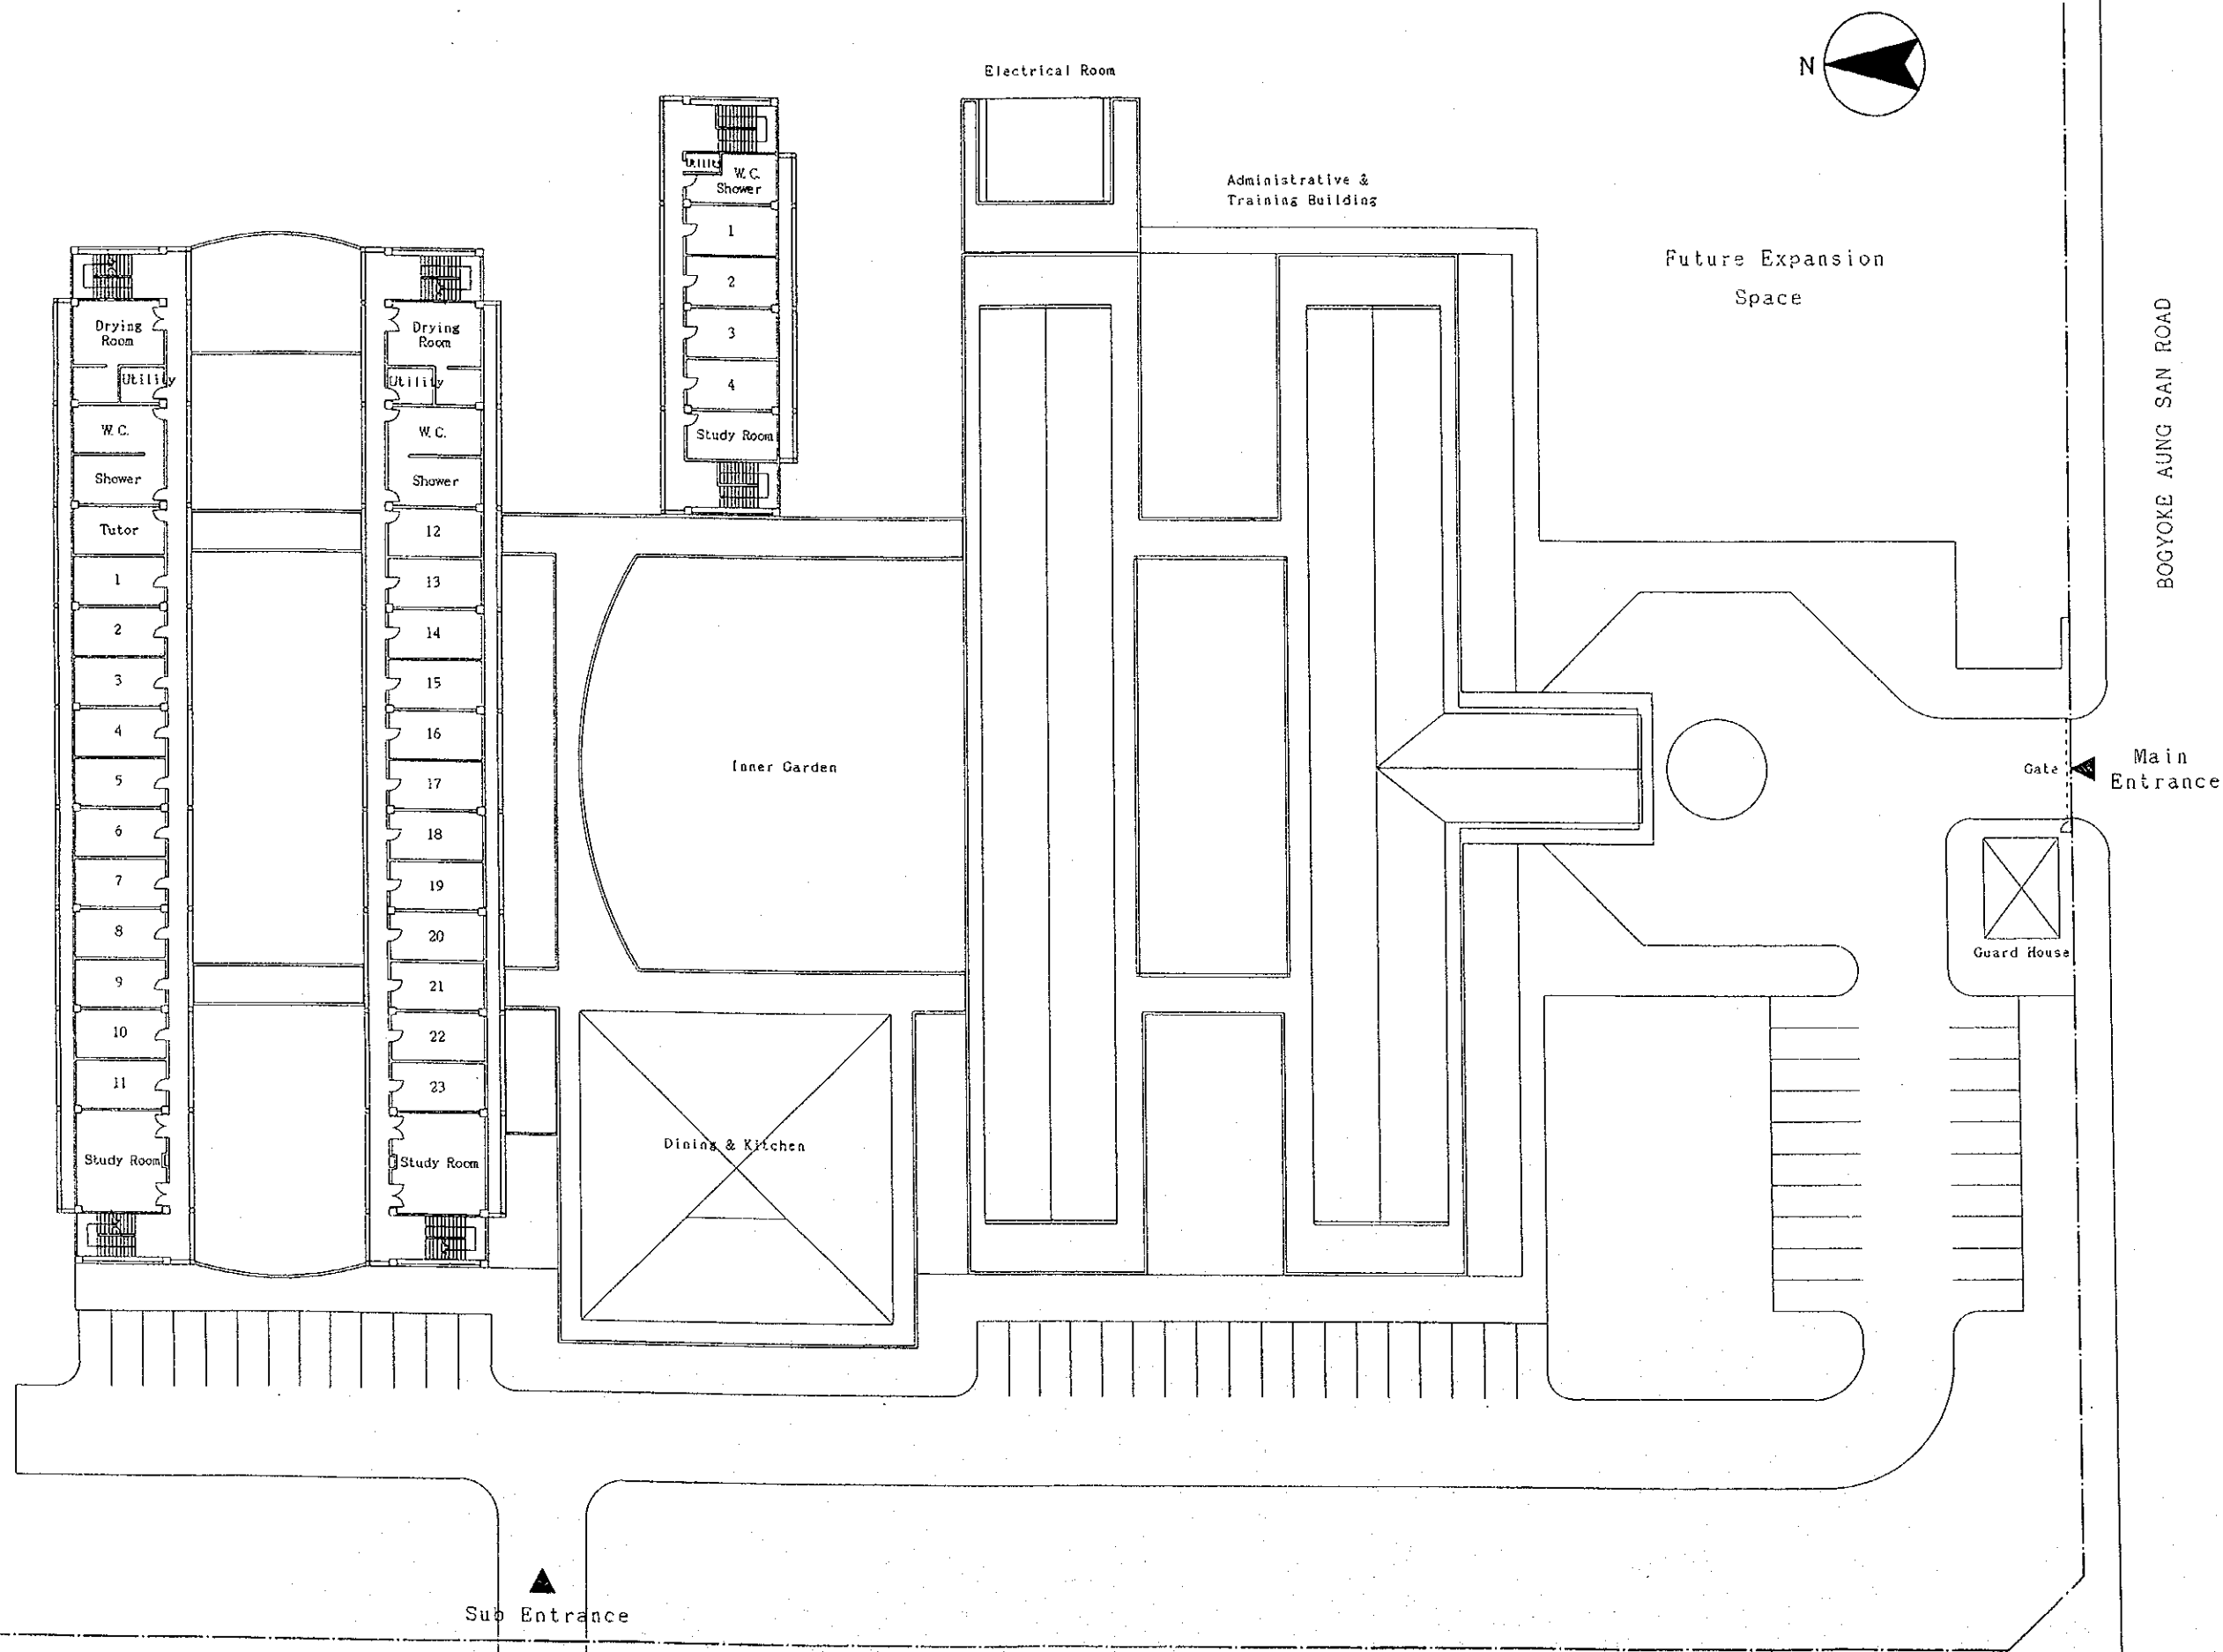 N
Electrical Room
Administrative &
Training Building
Future Expansion
Space
BOGYOKE AUNG SAN ROAD
Utility
W.C.
Shower
1
2
3
4
Study Room
Drying
Room
Utility
W.C.
Shower
Tutor
1
2
3
4
5
6
7
8
9
10
11
Study Room
Drying
Room
Utility
W.C.
Shower
12
13
14
15
16
17
18
19
20
21
22
23
Study Room
Inner Garden
Dining & Kitchen
Gate
Main
Entrance
Guard House
Sub Entrance